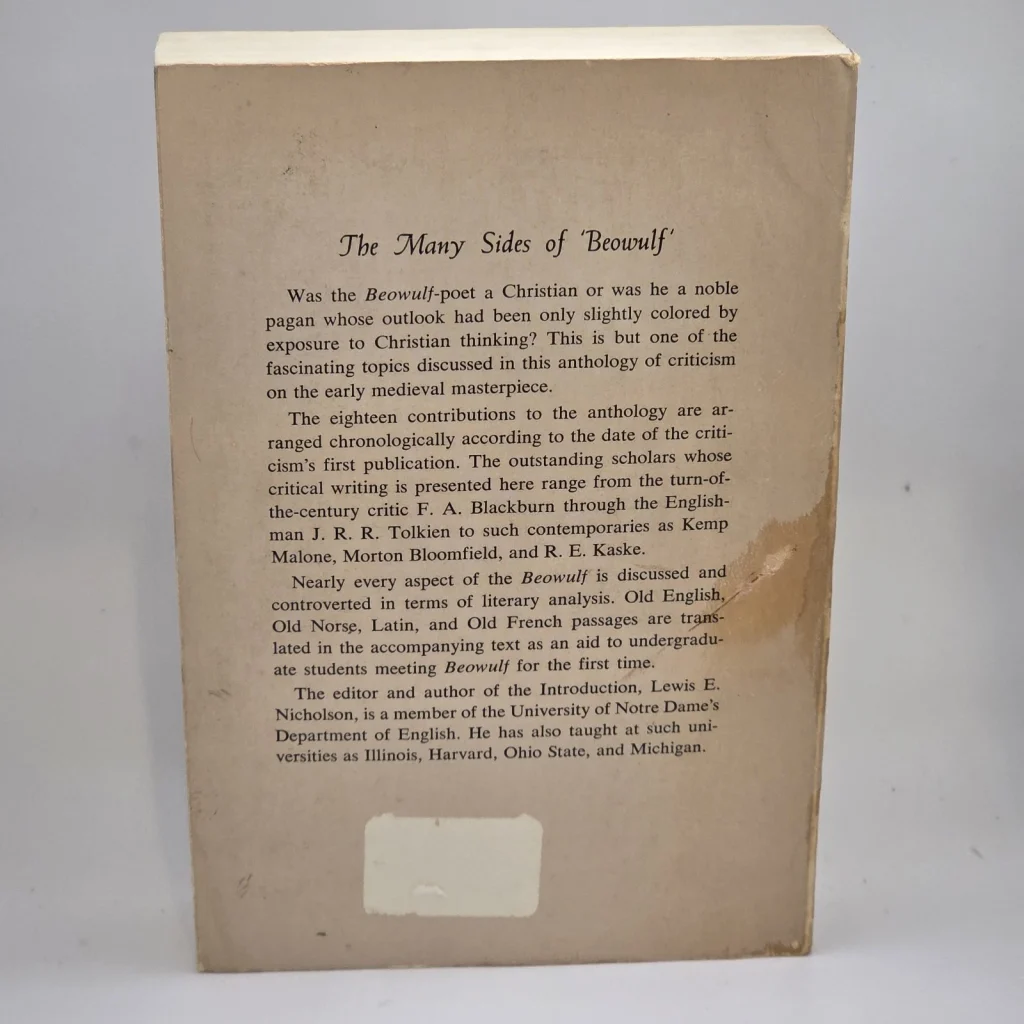 The Many Sides of 'Beowulf'
Was the Beowulf-poet a Christian or was he a noble
pagan whose outlook had been only slightly colored by
exposure to Christian thinking? This is but one of the
fascinating topics discussed in this anthology of criticism
on the early medieval masterpiece.
The eighteen contributions to the anthology are ar-
ranged chronologically according to the date of the criti-
cism's first publication. The outstanding scholars whose
critical writing is presented here range from the turn-of-
the-century critic F. A. Blackburn through the English-
man J. R. R. Tolkien to such contemporaries as Kemp
Malone, Morton Bloomfield, and R. E. Kaske.
Nearly every aspect of the Beowulf is discussed and
controverted in terms of literary analysis. Old English,
Old Norse, Latin, and Old French passages are trans-
lated in the accompanying text as an aid to undergradu-
ate students meeting Beowulf for the first time.
The editor and author of the Introduction, Lewis E.
Nicholson, is a member of the University of Notre Dame's
Department of English. He has also taught at such uni-
versities as Illinois, Harvard, Ohio State, and Michigan.